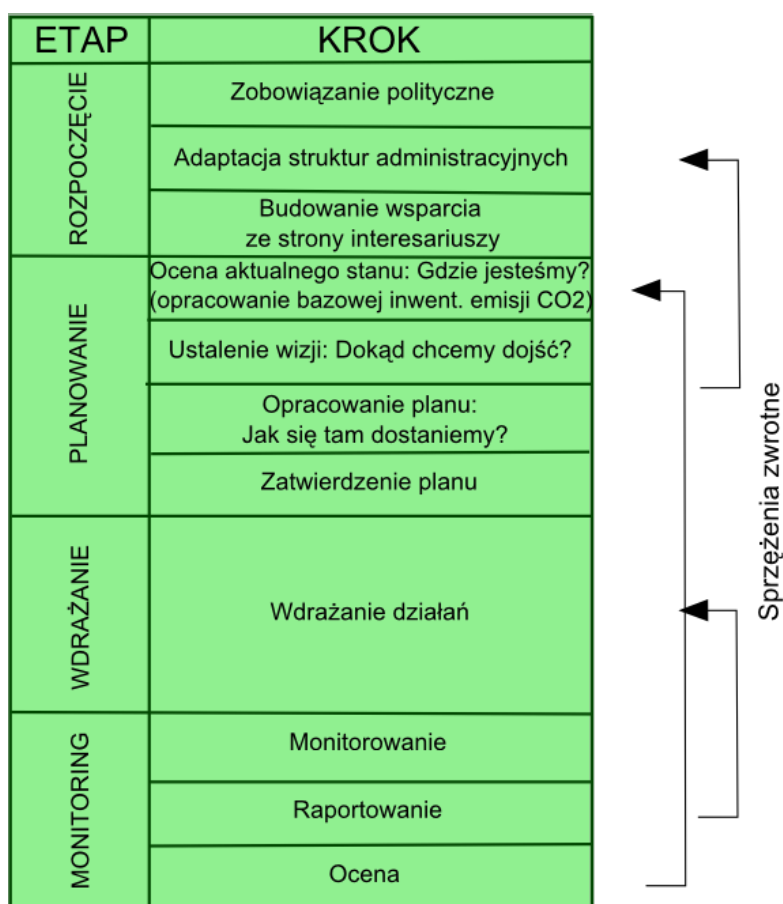 ETAP
KROK
ROZPOCZĘCIE
Zobowiązanie polityczne
Adaptacja struktur administracyjnych
Budowanie wsparcia
ze strony interesariuszy
PLANOWANIE
Ocena aktualnego stanu: Gdzie jesteśmy?
(opracowanie bazowej inwent. emisji CO2)
Ustalenie wizji: Dokąd chcemy dojść?
Opracowanie planu:
Jak się tam dostaniemy?
Zatwierdzenie planu
WDRAŻANIE
Wdrażanie działań
MONITORING
Monitorowanie
Raportowanie
Ocena
Sprzężenia zwrotne